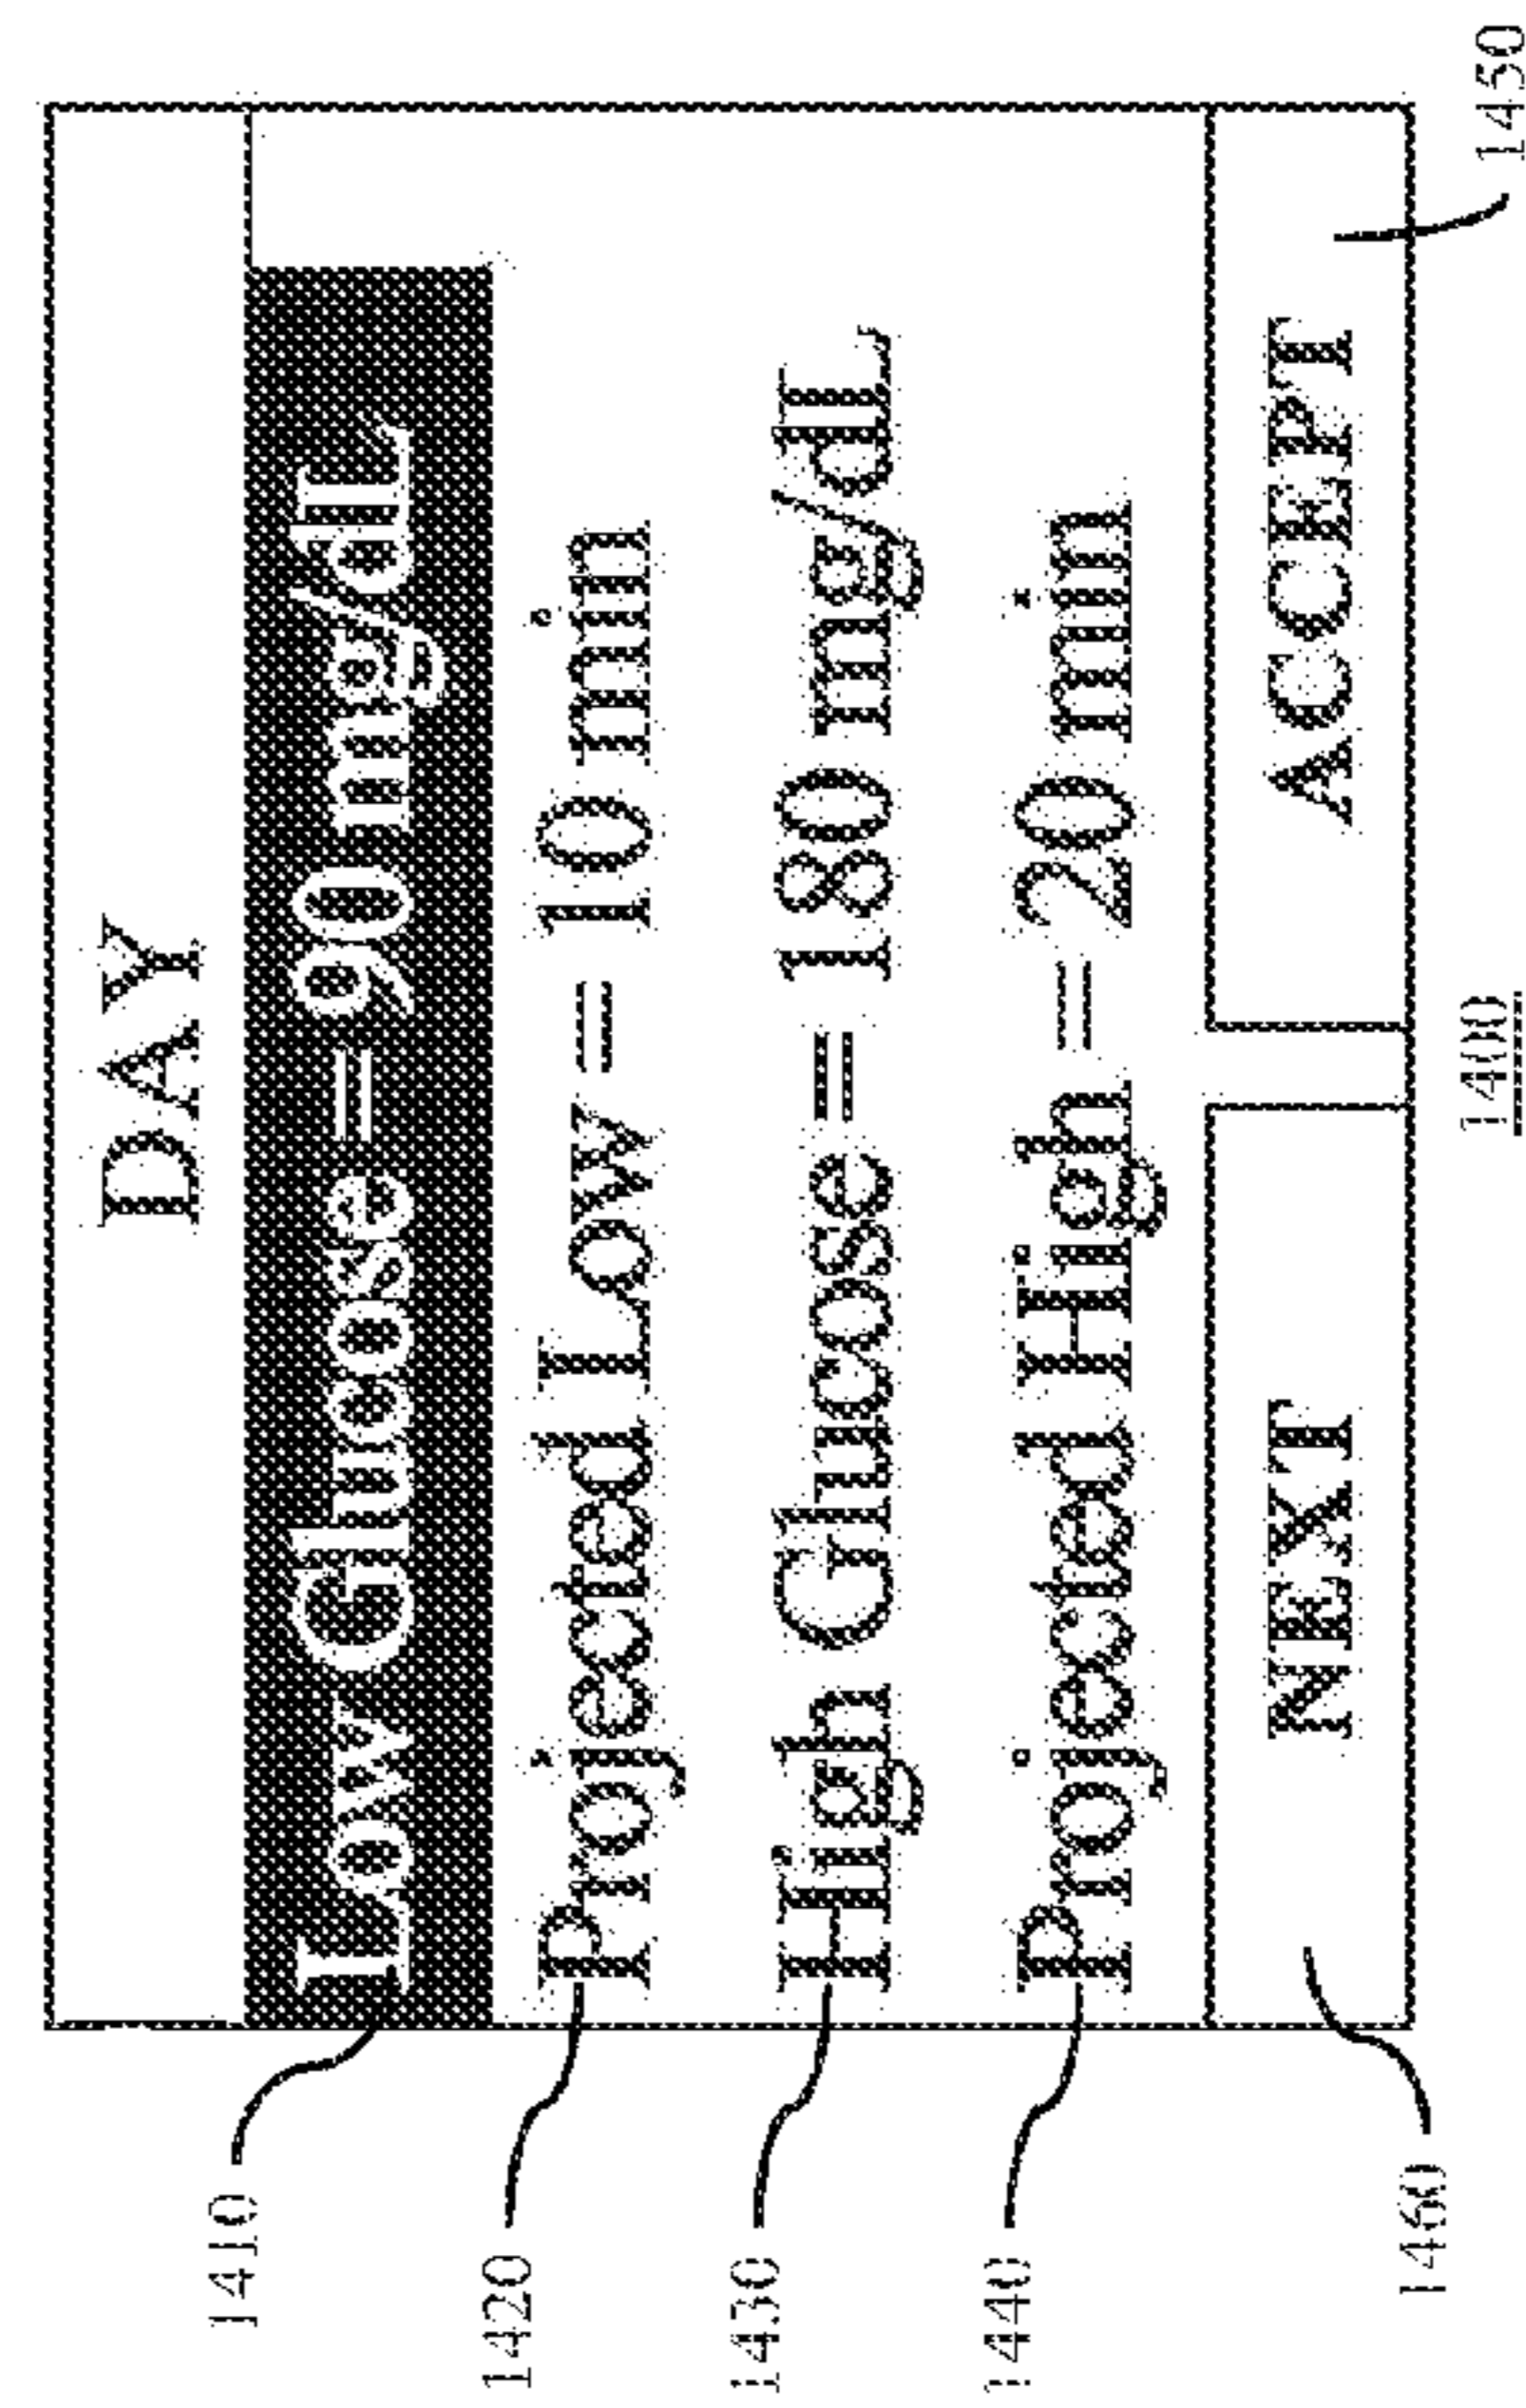 DAY
1410 Low Glucose = 90 mg/dL
1420 Projected Low = 10 min
1430 High Glucose = 180 mg/dL
1440 Projected High = 20 min
NEXT ACCEPT
1460 1400 1450